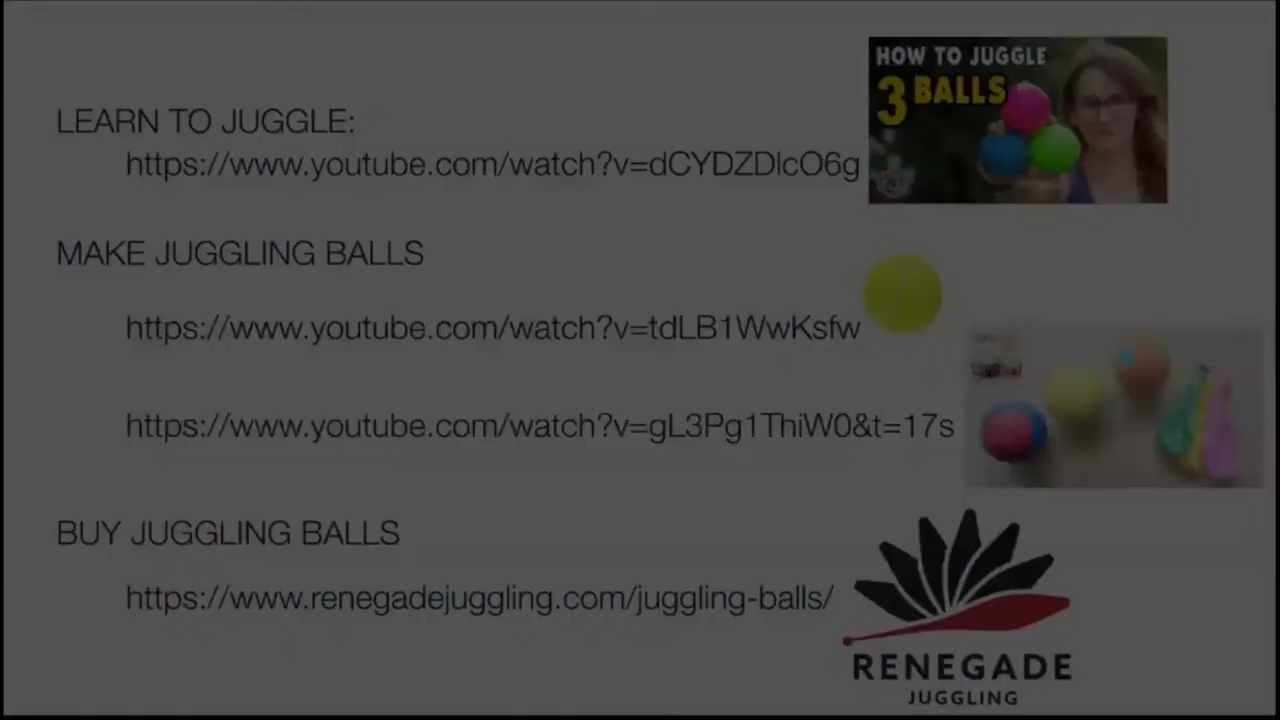 HOW TO JUGGLE
3 BALLS
LEARN TO JUGGLE:
https://www.youtube.com/watch?v=dCYDZDlcO6g
MAKE JUGGLING BALLS
https://www.youtube.com/watch?v=tdLB1WwKsfw
https://www.youtube.com/watch?v=gL3Pg1ThiW0&t=17s
BUY JUGGLING BALLS
https://www.renegadejuggling.com/juggling-balls/
RENEGADE
JUGGLING